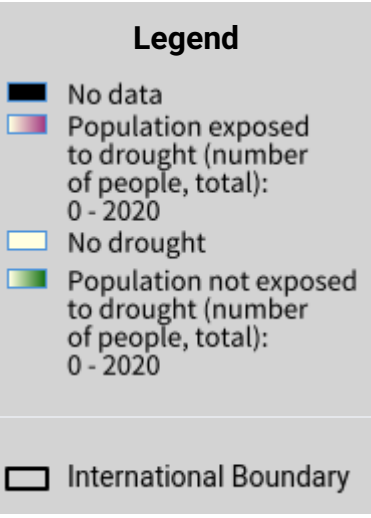 Legend
No data
Population exposed
to drought (number
of people, total):
0 - 2020
No drought
Population not exposed
to drought (number
of people, total):
0 - 2020
International Boundary